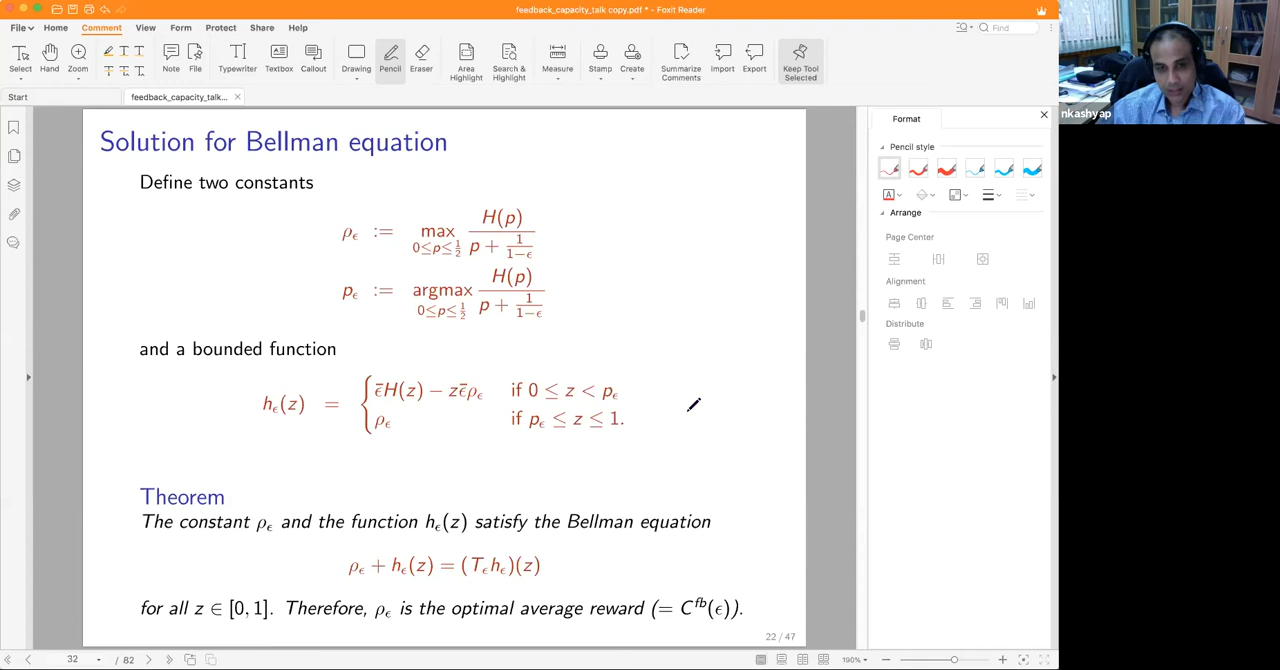 feedback_capacity_talk copy.pdf * - Foxit Reader
File Home Comment View Form Protect Share Help
Find
Select Hand Zoom Note File Typewriter Textbox Callout Drawing Pencil Eraser Area Highlight Search & Highlight Measure Stamp Create Summarize Comments Import Export Keep Tool Selected
Start feedback_capacity_talk...
nkashyap
Solution for Bellman equation
Define two constants
ρ_ϵ := max_{0≤p≤1/2} H(p) / (p + 1/(1−ϵ))
p_ϵ := argmax_{0≤p≤1/2} H(p) / (p + 1/(1−ϵ))
and a bounded function
h_ϵ(z) = { ϵ̄H(z) − zϵ̄ρ_ϵ if 0 ≤ z < p_ϵ
ρ_ϵ if p_ϵ ≤ z ≤ 1.
Theorem
The constant ρ_ϵ and the function h_ϵ(z) satisfy the Bellman equation
ρ_ϵ + h_ϵ(z) = (T_ϵ h_ϵ)(z)
for all z ∈ [0, 1]. Therefore, ρ_ϵ is the optimal average reward (= C^fb(ϵ)).
22 / 47
Format
Pencil style
Arrange
Page Center
Alignment
Distribute
32 / 82
190%